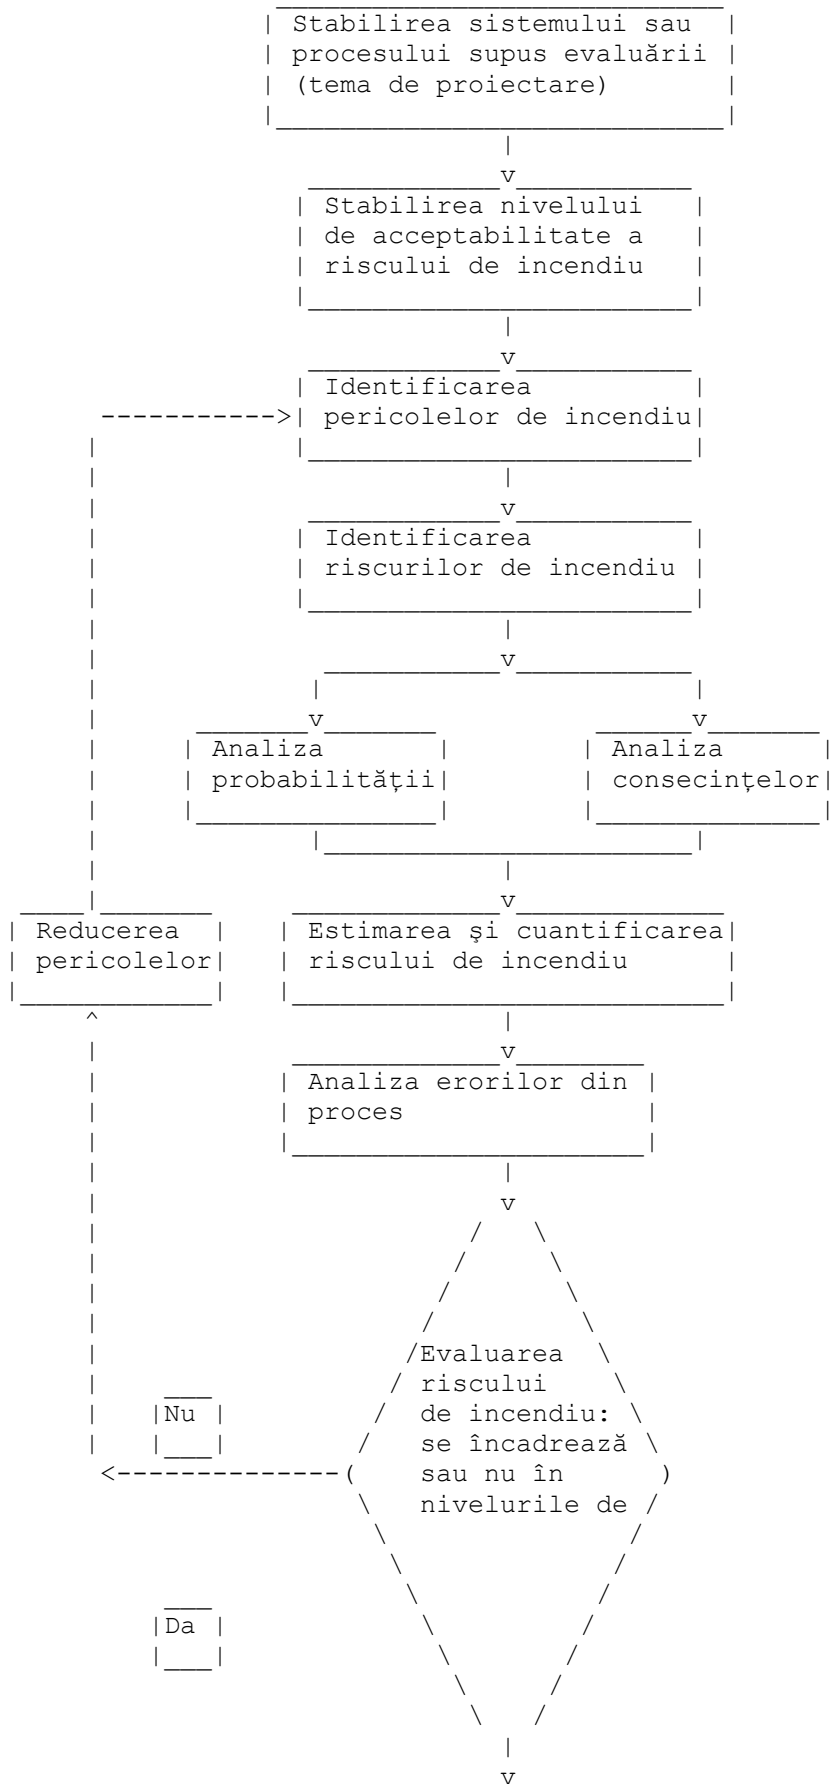 Stabilirea sistemului sau
procesului supus evaluării
(tema de proiectare)
Stabilirea nivelului
de acceptabilitate a
riscului de incendiu
Identificarea
pericolelor de incendiu
Identificarea
riscurilor de incendiu
Analiza
probabilităţii
Analiza
consecinţelor
Reducerea
pericolelor
Estimarea şi cuantificarea
riscului de incendiu
Analiza erorilor din
proces
Evaluarea
riscului
de incendiu:
se încadrează
sau nu în
nivelurile de
Nu
Da